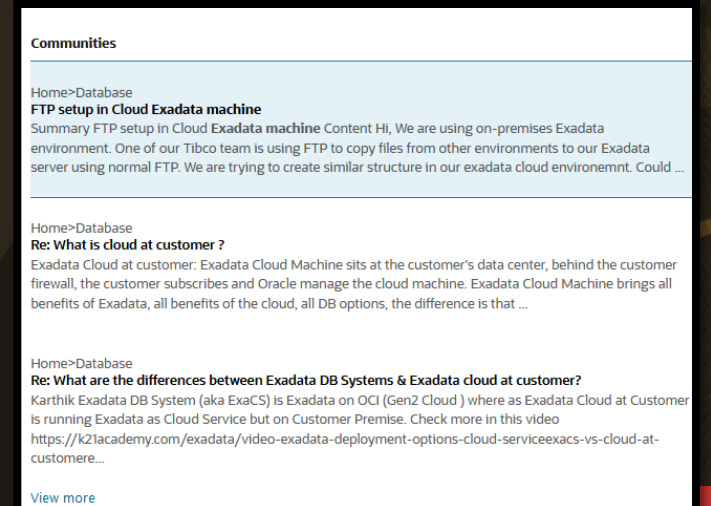 Communities
Home>Database
FTP setup in Cloud Exadata machine
Summary FTP setup in Cloud Exadata machine Content Hi, We are using on-premises Exadata
environment. One of our Tibco team is using FTP to copy files from other environments to our Exadata
server using normal FTP. We are trying to create similar structure in our exadata cloud environemnt. Could ...
Home>Database
Re: What is cloud at customer ?
Exadata Cloud at customer: Exadata Cloud Machine sits at the customer's data center, behind the customer
firewall, the customer subscribes and Oracle manage the cloud machine. Exadata Cloud Machine brings all
benefits of Exadata, all benefits of the cloud, all DB options, the difference is that ...
Home>Database
Re: What are the differences between Exadata DB Systems & Exadata cloud at customer?
Karthik Exadata DB System (aka ExaCS) is Exadata on OCI (Gen2 Cloud ) where as Exadata Cloud at Customer
is running Exadata as Cloud Service but on Customer Premise. Check more in this video
https://k21academy.com/exadata/video-exadata-deployment-options-cloud-serviceexacs-vs-cloud-at-
customere...
View more